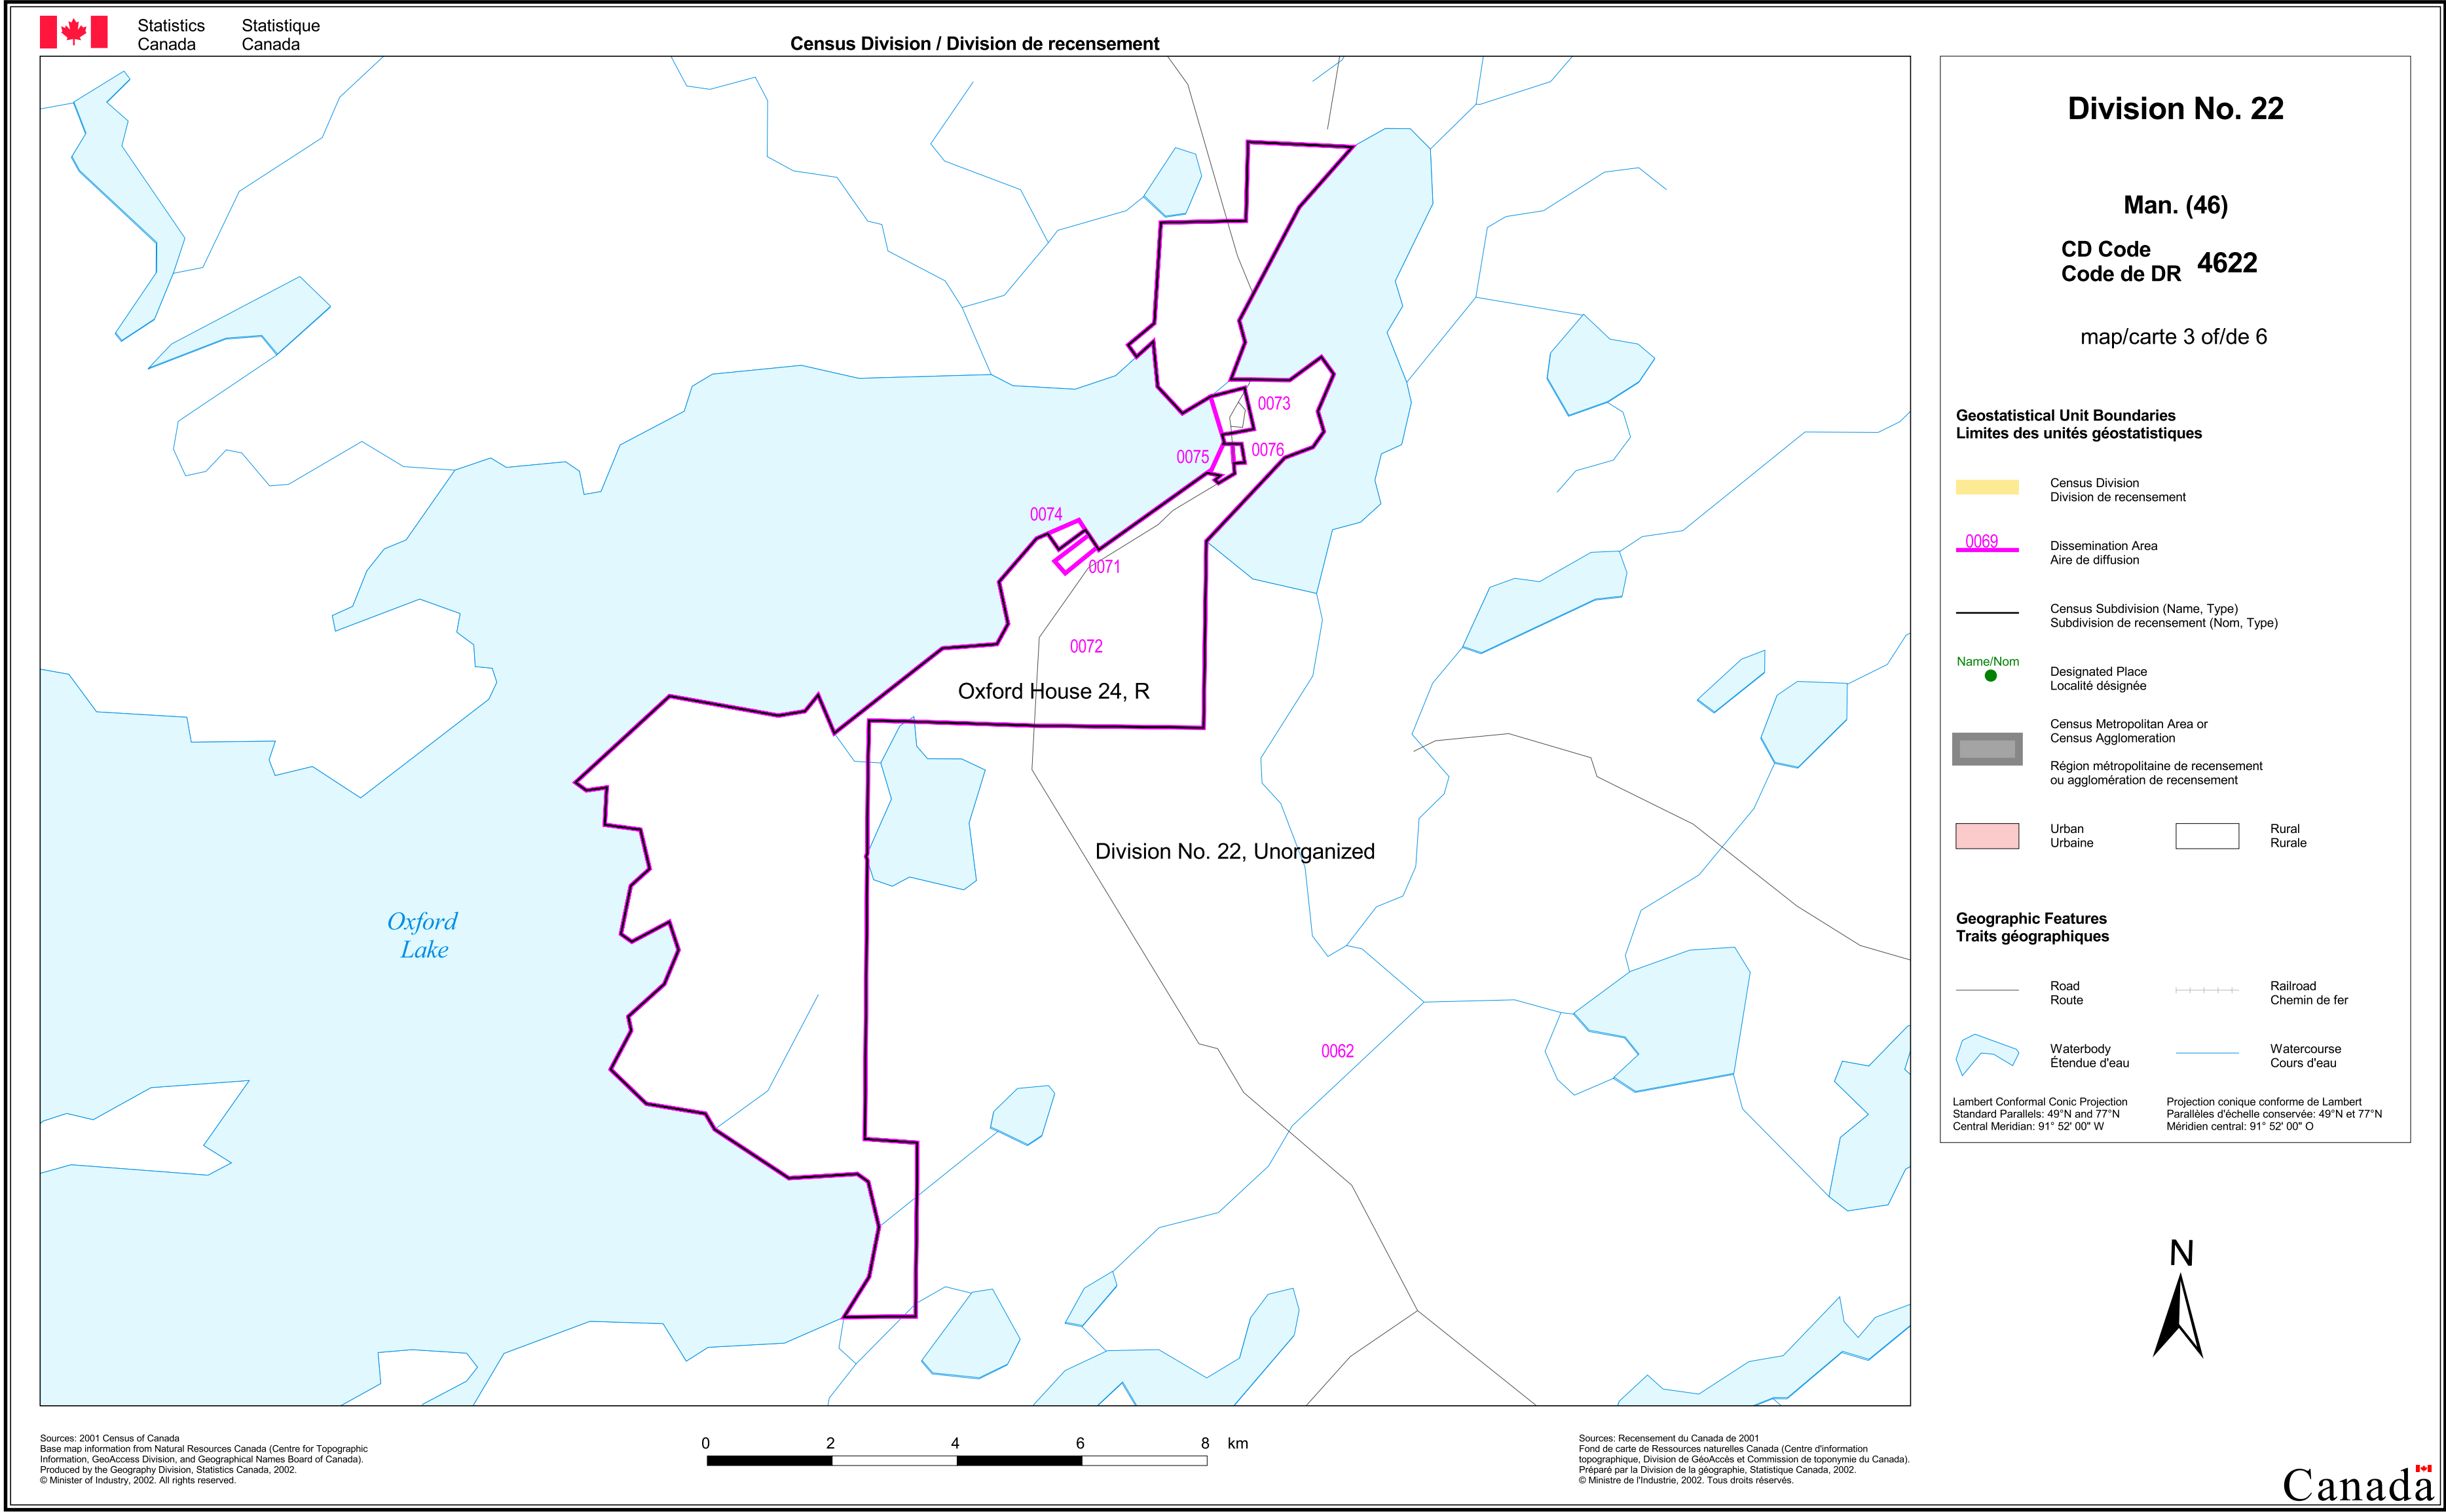 Statistics Canada
Statistique Canada
Census Division / Division de recensement
0073
0076
0075
0074
0071
0072
Oxford House 24, R
Division No. 22, Unorganized
Oxford
Lake
0062
Division No. 22
Man. (46)
CD Code
Code de DR
4622
map/carte 3 of/de 6
Geostatistical Unit Boundaries
Limites des unités géostatistiques
Census Division
Division de recensement
0069
Dissemination Area
Aire de diffusion
Census Subdivision (Name, Type)
Subdivision de recensement (Nom, Type)
Name/Nom
Designated Place
Localité désignée
Census Metropolitan Area or
Census Agglomeration
Région métropolitaine de recensement
ou agglomération de recensement
Urban
Urbaine
Rural
Rurale
Geographic Features
Traits géographiques
Road
Route
Railroad
Chemin de fer
Waterbody
Étendue d'eau
Watercourse
Cours d'eau
Lambert Conformal Conic Projection
Standard Parallels: 49°N and 77°N
Central Meridian: 91° 52' 00" W
Projection conique conforme de Lambert
Parallèles d'échelle conservée: 49°N et 77°N
Méridien central: 91° 52' 00" O
N
Sources: 2001 Census of Canada
Base map information from Natural Resources Canada (Centre for Topographic
Information, GeoAccess Division, and Geographical Names Board of Canada).
Produced by the Geography Division, Statistics Canada, 2002.
© Minister of Industry, 2002. All rights reserved.
0 2 4 6 8 km
Sources: Recensement du Canada de 2001
Fond de carte de Ressources naturelles Canada (Centre d'information
topographique, Division de GéoAccès et Commission de toponymie du Canada).
Préparé par la Division de la géographie, Statistique Canada, 2002.
© Ministre de l'Industrie, 2002. Tous droits réservés.
Canada